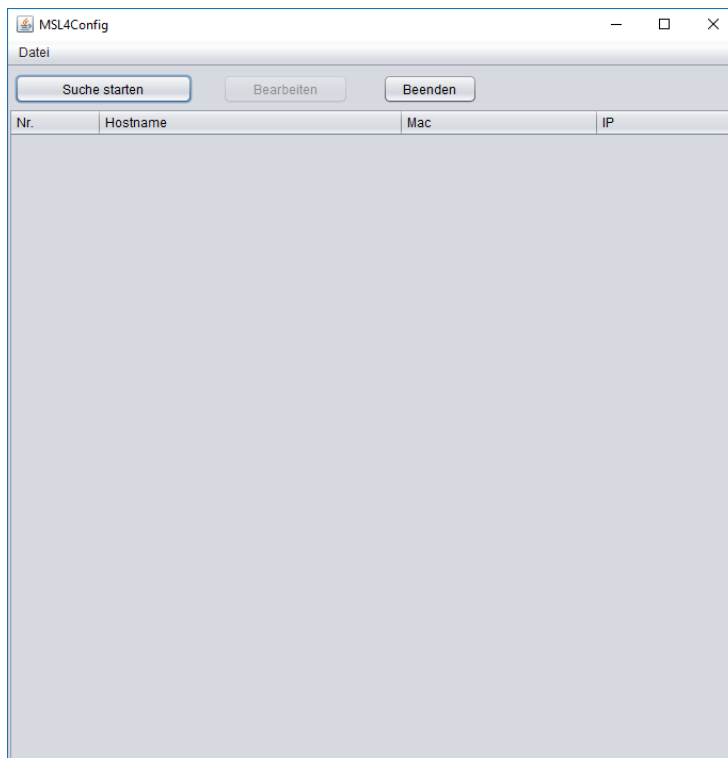 MSL4Config
Datei
Suche starten Bearbeiten Beenden
Nr. Hostname Mac IP